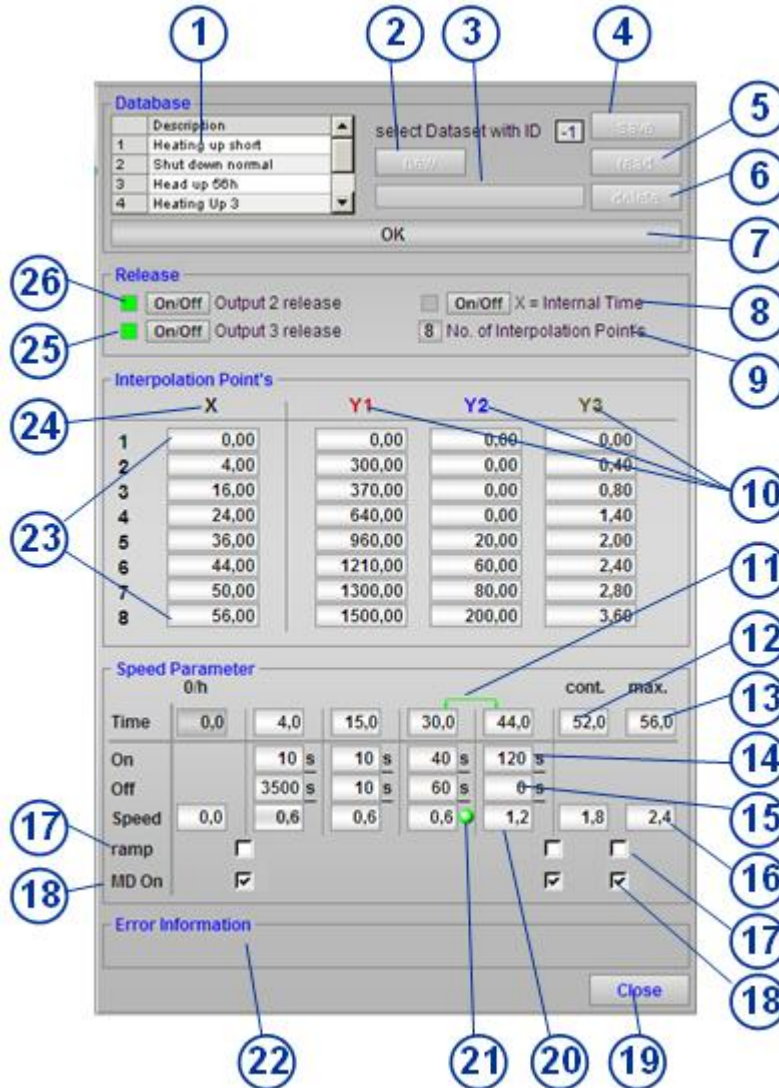 1 2 3 4
Database
Description
1 Heating up short
2 Shut down normal
3 Head up 56h
4 Heating Up 3
select Dataset with ID -1 save
new read
delete
5
6
OK
7
Release
26 On/Off Output 2 release On/Off X = Internal Time 8
25 On/Off Output 3 release 8 No. of Interpolation Point's 9
Interpolation Point's
24 X Y1 Y2 Y3
1 0,00 0,00 0,00 0,00
2 4,00 300,00 0,00 0,40
3 16,00 370,00 0,00 0,80 10
4 24,00 640,00 0,00 1,40
23 5 36,00 960,00 20,00 2,00
6 44,00 1210,00 60,00 2,40
7 50,00 1300,00 80,00 2,80 11
8 56,00 1500,00 200,00 3,60
12
Speed Parameter
0/h cont. max.
Time 0,0 4,0 15,0 30,0 44,0 52,0 56,0 13
On 10 s 10 s 40 s 120 s 14
Off 3500 s 10 s 60 s 0 s 15
Speed 0,0 0,6 0,6 0,6 1,2 1,8 2,4 16
17 ramp 17
18 MD On 18
Error Information
Close
22 21 20 19